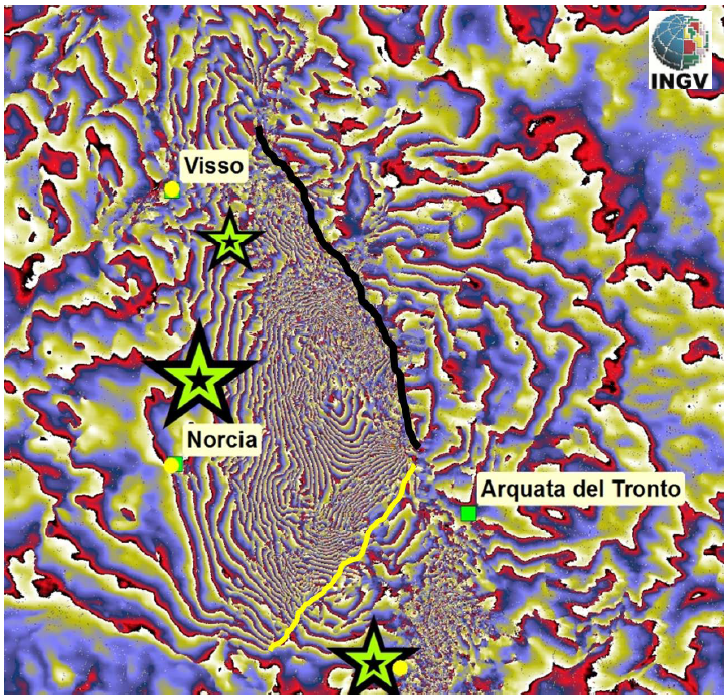 INGV
Visso
Norcia
Arquata del Tronto